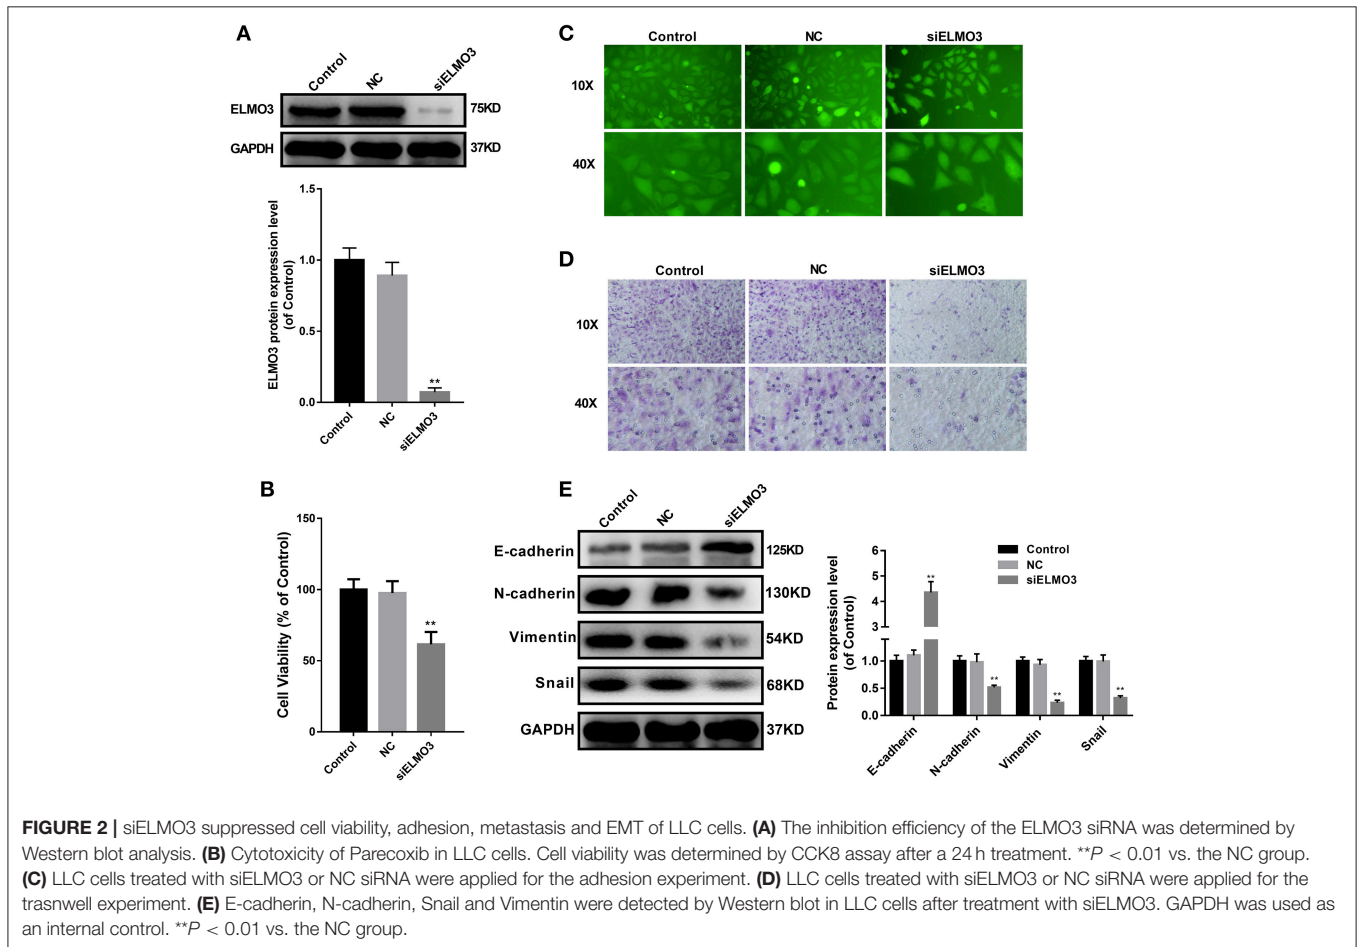 A
Control NC siELMO3
ELMO3 75KD
GAPDH 37KD
ELMO3 protein expression level
(of Control)
1.5
1.0
0.5
0.0
**
Control NC siELMO3
B
Cell Viability (% of Control)
150
100
50
0
**
Control NC siELMO3
C
Control NC siELMO3
10X
40X
D
Control NC siELMO3
10X
40X
E
Control NC siELMO3
E-cadherin 125KD
N-cadherin 130KD
Vimentin 54KD
Snail 68KD
GAPDH 37KD
Protein expression level
(of Control)
6
5
4
3
1.0
0.5
0.0
Control
NC
siELMO3
** ** ** **
E-cadherin N-cadherin Vimentin Snail
FIGURE 2 | siELMO3 suppressed cell viability, adhesion, metastasis and EMT of LLC cells. (A) The inhibition efficiency of the ELMO3 siRNA was determined by
Western blot analysis. (B) Cytotoxicity of Parecoxib in LLC cells. Cell viability was determined by CCK8 assay after a 24 h treatment. **P < 0.01 vs. the NC group.
(C) LLC cells treated with siELMO3 or NC siRNA were applied for the adhesion experiment. (D) LLC cells treated with siELMO3 or NC siRNA were applied for the
trasnwell experiment. (E) E-cadherin, N-cadherin, Snail and Vimentin were detected by Western blot in LLC cells after treatment with siELMO3. GAPDH was used as
an internal control. **P < 0.01 vs. the NC group.